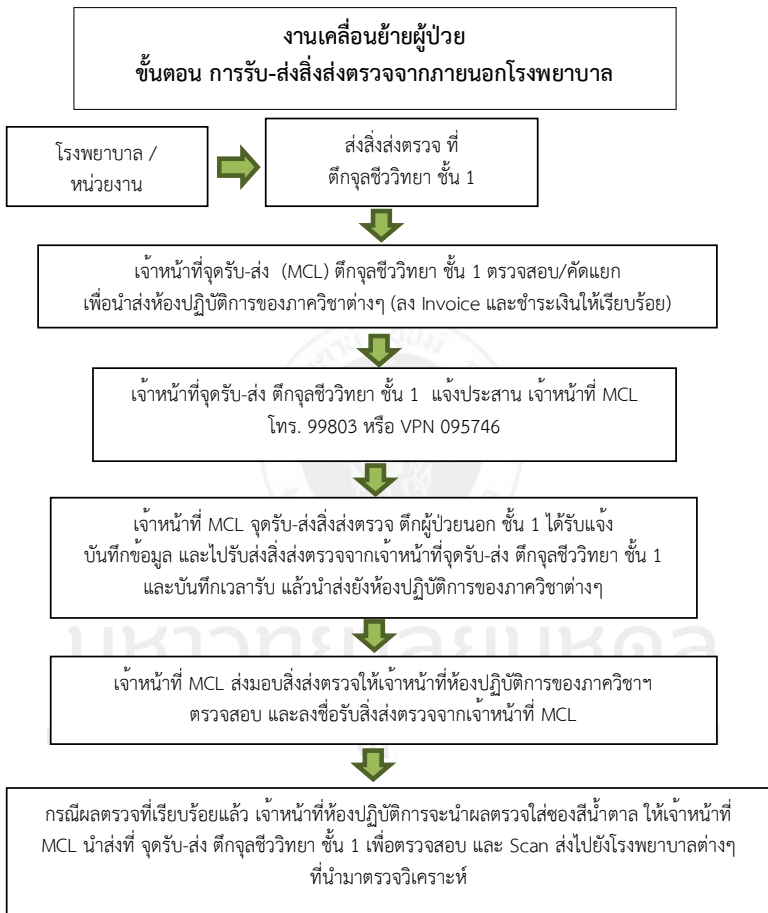 งานเคลื่อนย้ายผู้ป่วย
ขั้นตอน การรับ-ส่งสิ่งส่งตรวจจากภายนอกโรงพยาบาล
โรงพยาบาล /
หน่วยงาน
ส่งสิ่งส่งตรวจ ที่
ตึกจุลชีววิทยา ชั้น 1
เจ้าหน้าที่จุดรับ-ส่ง (MCL) ตึกจุลชีววิทยา ชั้น 1 ตรวจสอบ/คัดแยก
เพื่อนำส่งห้องปฏิบัติการของภาควิชาต่างๆ (ลง Invoice และชำระเงินให้เรียบร้อย)
เจ้าหน้าที่จุดรับ-ส่ง ตึกจุลชีววิทยา ชั้น 1 แจ้งประสาน เจ้าหน้าที่ MCL
โทร. 99803 หรือ VPN 095746
เจ้าหน้าที่ MCL จุดรับ-ส่งสิ่งส่งตรวจ ตึกผู้ป่วยนอก ชั้น 1 ได้รับแจ้ง
บันทึกข้อมูล และไปรับส่งสิ่งส่งตรวจจากเจ้าหน้าที่จุดรับ-ส่ง ตึกจุลชีววิทยา ชั้น 1
และบันทึกเวลารับ แล้วนำส่งยังห้องปฏิบัติการของภาควิชาต่างๆ
มหาวิทยาลัยมหิดล
เจ้าหน้าที่ MCL ส่งมอบสิ่งส่งตรวจให้เจ้าหน้าที่ห้องปฏิบัติการของภาควิชาฯ
ตรวจสอบ และลงชื่อรับสิ่งส่งตรวจจากเจ้าหน้าที่ MCL
กรณีผลตรวจที่เรียบร้อยแล้ว เจ้าหน้าที่ห้องปฏิบัติการจะนำผลตรวจใส่ซองสีน้ำตาล ให้เจ้าหน้าที่
MCL นำส่งที่ จุดรับ-ส่ง ตึกจุลชีววิทยา ชั้น 1 เพื่อตรวจสอบ และ Scan ส่งไปยังโรงพยาบาลต่างๆ
ที่นำมาตรวจวิเคราะห์